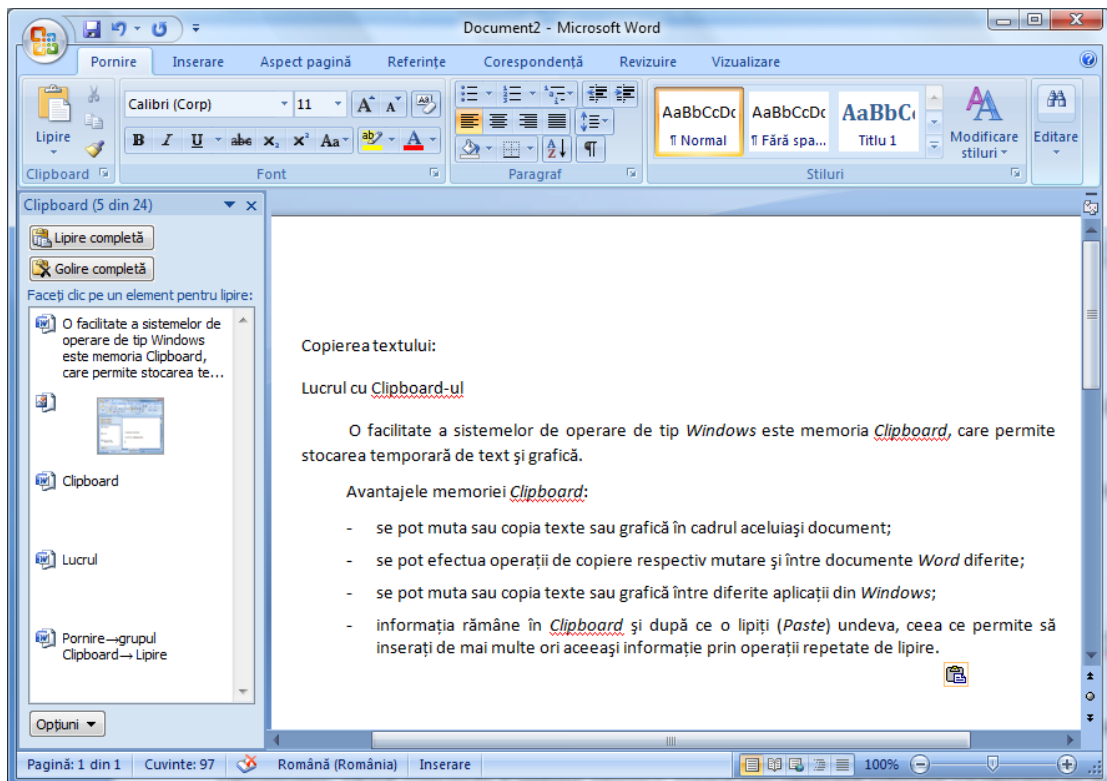 Document2 - Microsoft Word
Pornire Inserare Aspect pagină Referințe Corespondență Revizuire Vizualizare
Lipire
Clipboard
Calibri (Corp) 11
B I U abc x₂ x² Aa ab A
Font
Paragraf
AaBbCcDc AaBbCcDc AaBbC
¶ Normal ¶ Fără spa... Titlu 1
Modificare
stiluri
Stiluri
Editare
Clipboard (5 din 24)
Lipire completă
Golire completă
Faceți clic pe un element pentru lipire:
O facilitate a sistemelor de
operare de tip Windows
este memoria Clipboard,
care permite stocarea te...
Clipboard
Lucrul
Pornire→grupul
Clipboard→ Lipire
Opțiuni
Copierea textului:
Lucrul cu Clipboard-ul
O facilitate a sistemelor de operare de tip Windows este memoria Clipboard, care permite
stocarea temporară de text şi grafică.
Avantajele memoriei Clipboard:
- se pot muta sau copia texte sau grafică în cadrul aceluiaşi document;
- se pot efectua operații de copiere respectiv mutare şi între documente Word diferite;
- se pot muta sau copia texte sau grafică între diferite aplicații din Windows;
- informația rămâne în Clipboard şi după ce o lipiți (Paste) undeva, ceea ce permite să
inserați de mai multe ori aceeaşi informație prin operații repetate de lipire.
Pagină: 1 din 1 Cuvinte: 97 Română (România) Inserare 100%